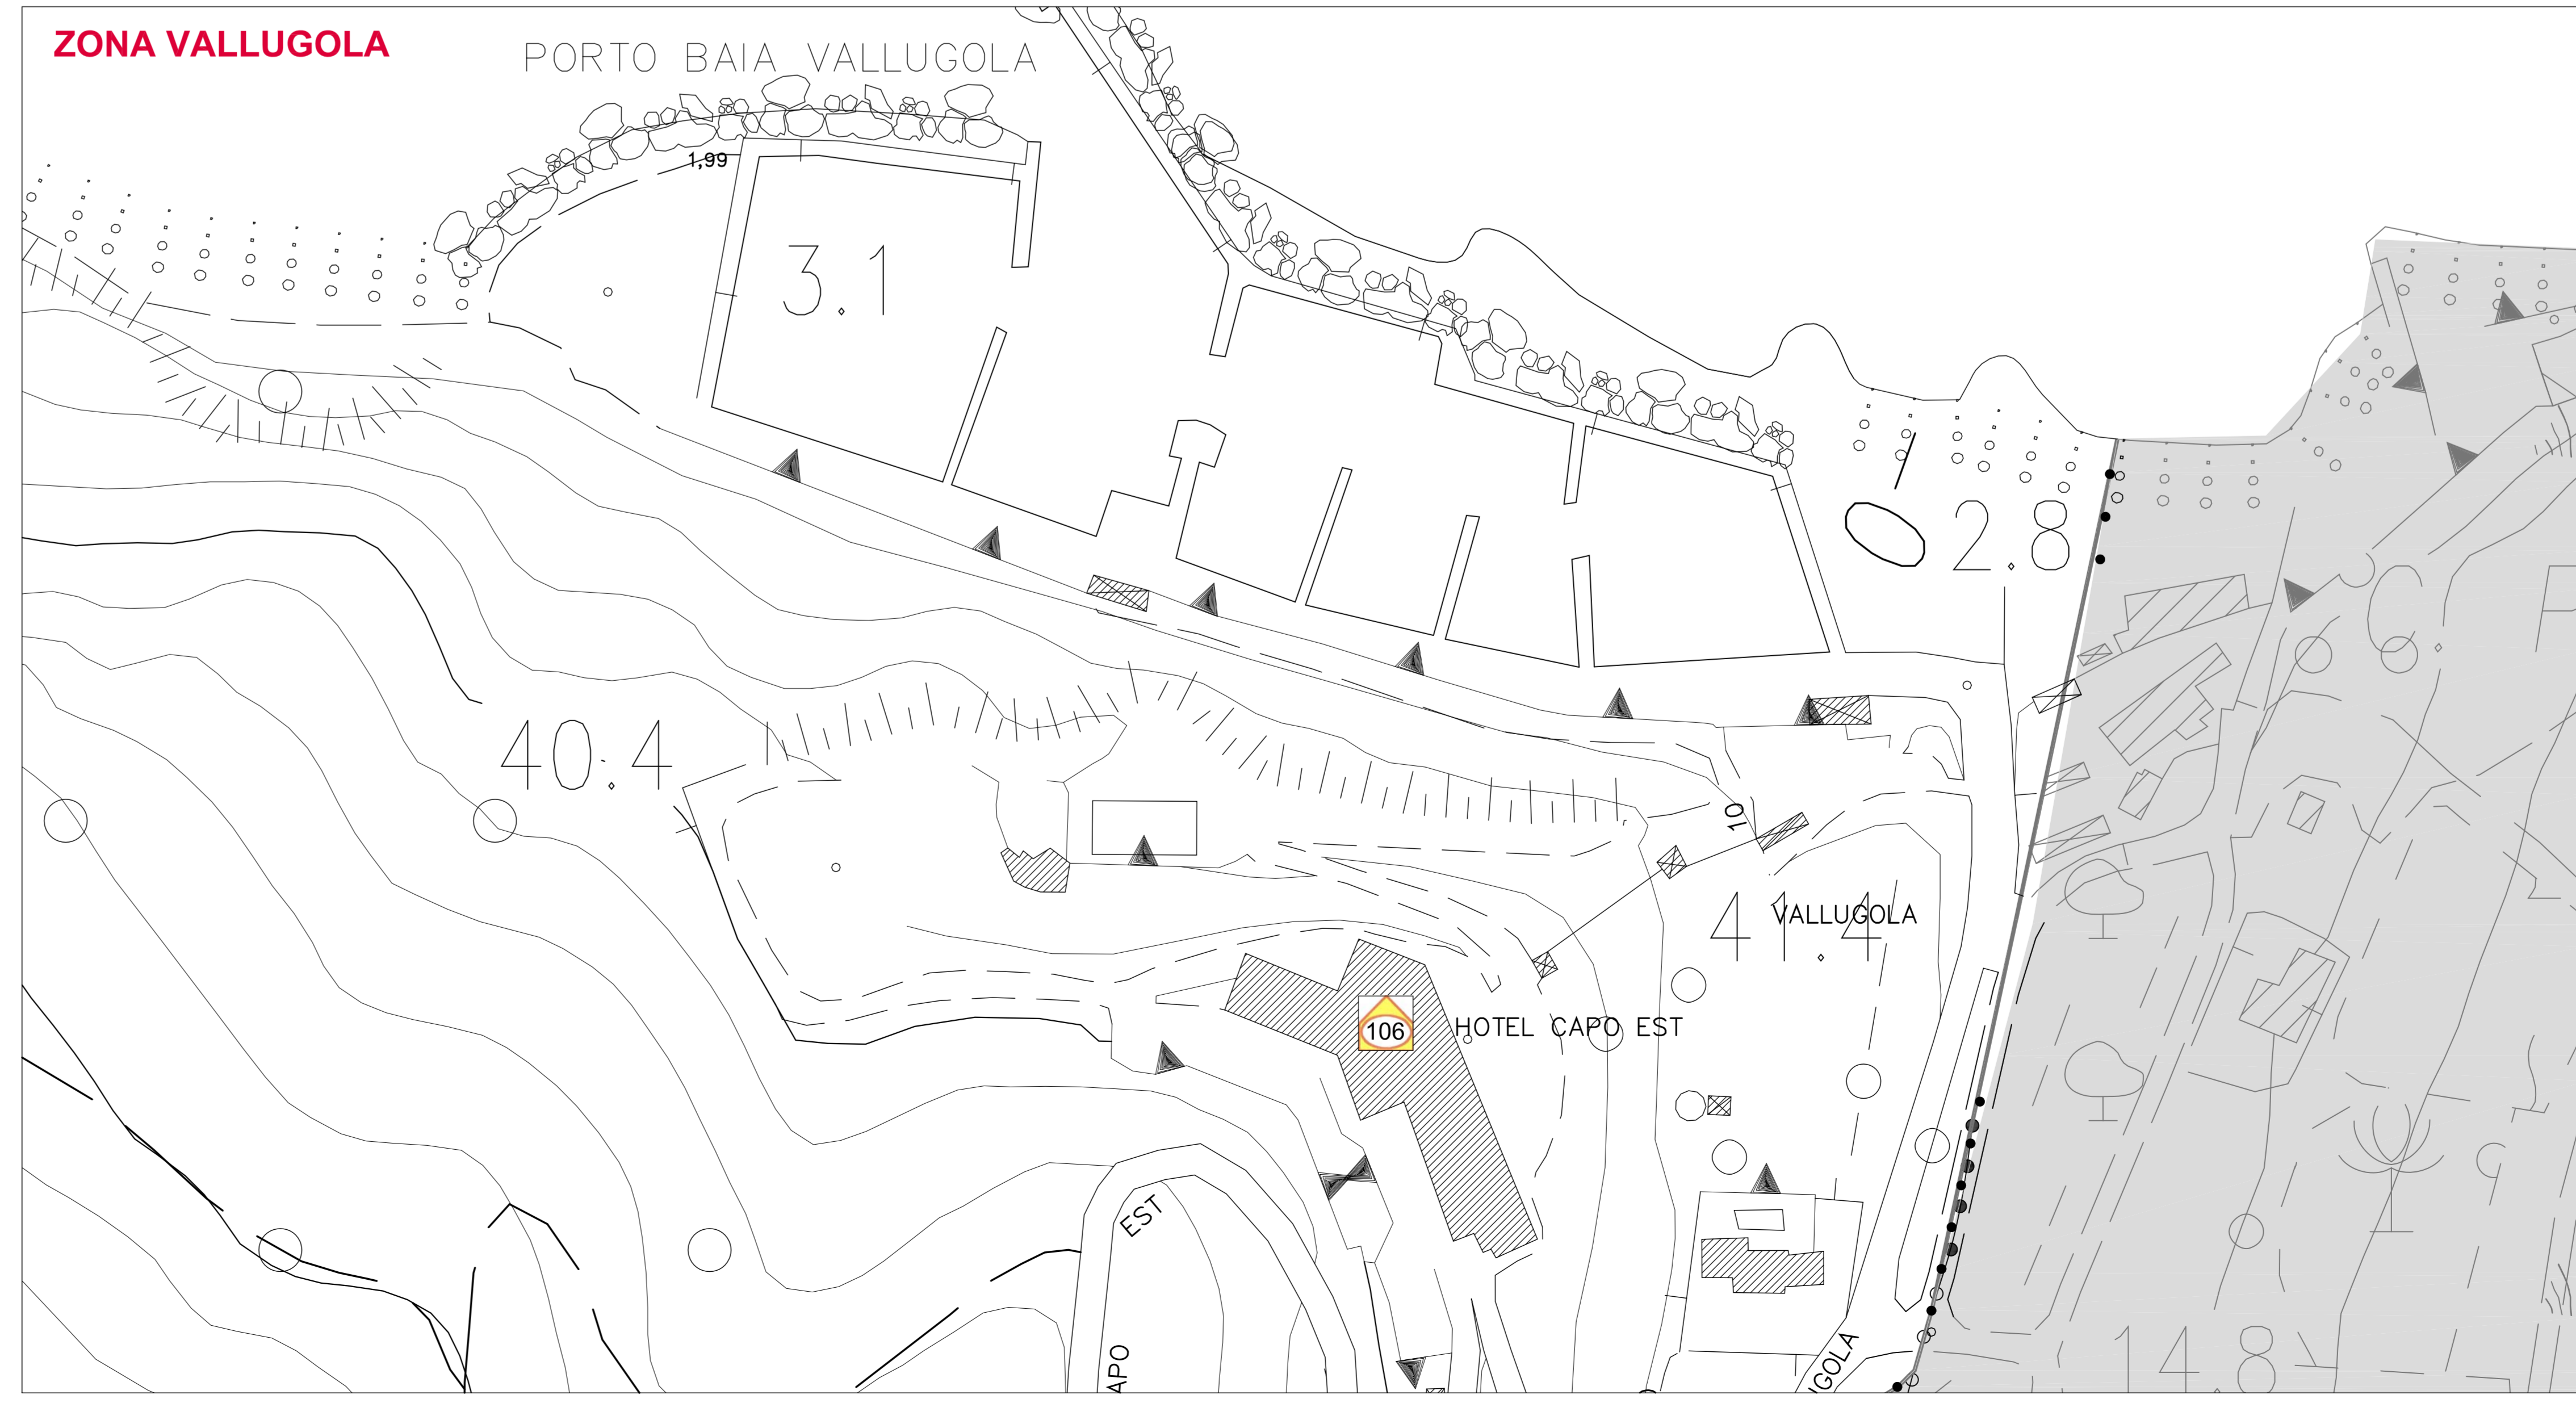 ZONA VALLUGOLA
PORTO BAIA VALLUGOLA
1,99
3.1
2.8
40.4
10
41.4
VALLUGOLA
106
HOTEL CAPO EST
EST
APO
UGOLA
14.8